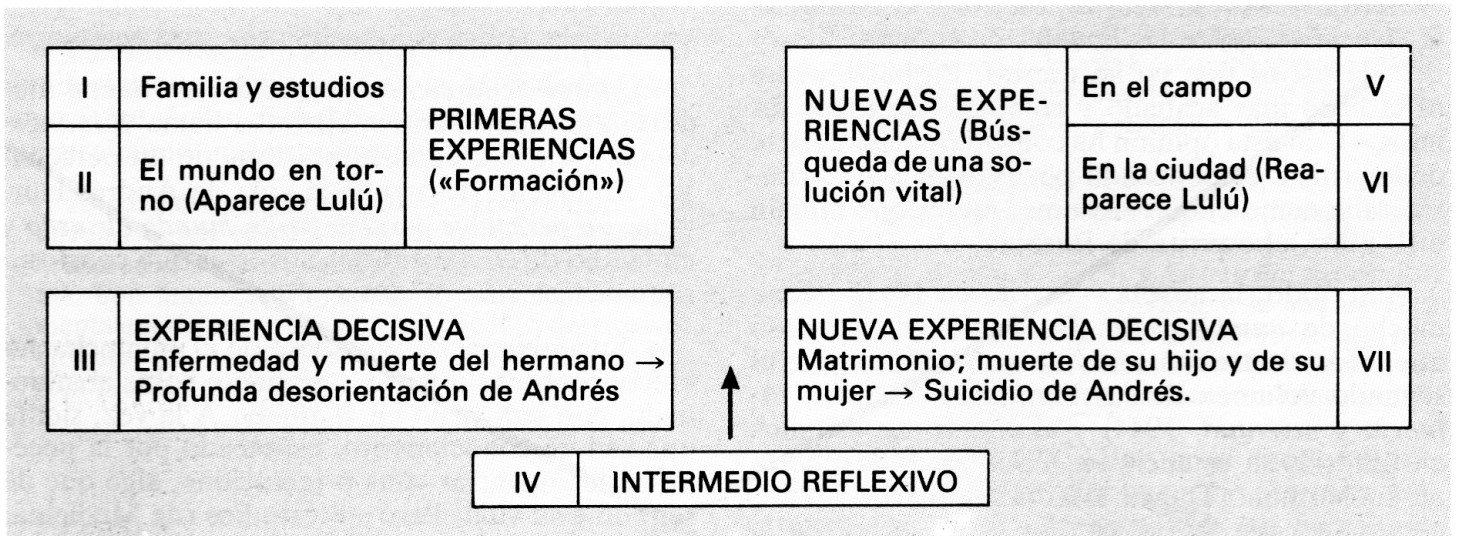 I
Familia y estudios
II
El mundo en tor-
no (Aparece Lulú)
PRIMERAS
EXPERIENCIAS
(«Formación»)
NUEVAS EXPE-
RIENCIAS (Bús-
queda de una so-
lución vital)
En el campo
V
En la ciudad (Rea-
parece Lulú)
VI
III
EXPERIENCIA DECISIVA
Enfermedad y muerte del hermano →
Profunda desorientación de Andrés
NUEVA EXPERIENCIA DECISIVA
Matrimonio; muerte de su hijo y de su
mujer → Suicidio de Andrés.
VII
IV
INTERMEDIO REFLEXIVO